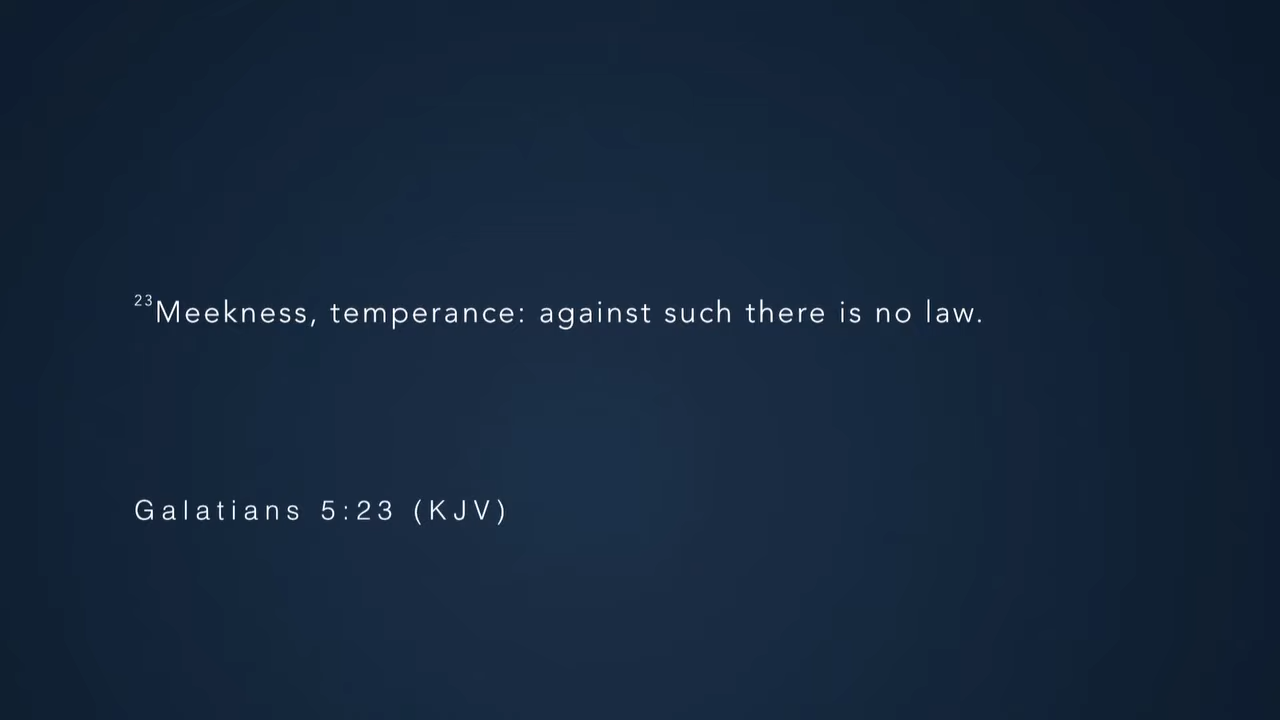 23Meekness, temperance: against such there is no law.
Galatians 5:23 (KJV)